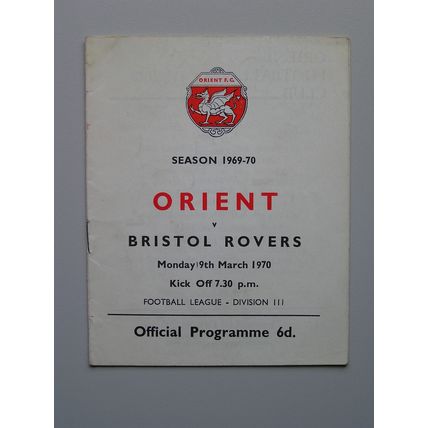 ORIENT F.C.
SEASON 1969-70
ORIENT
v
BRISTOL ROVERS
Monday 9th March 1970
Kick Off 7.30 p.m.
FOOTBALL LEAGUE - DIVISION III
Official Programme 6d.